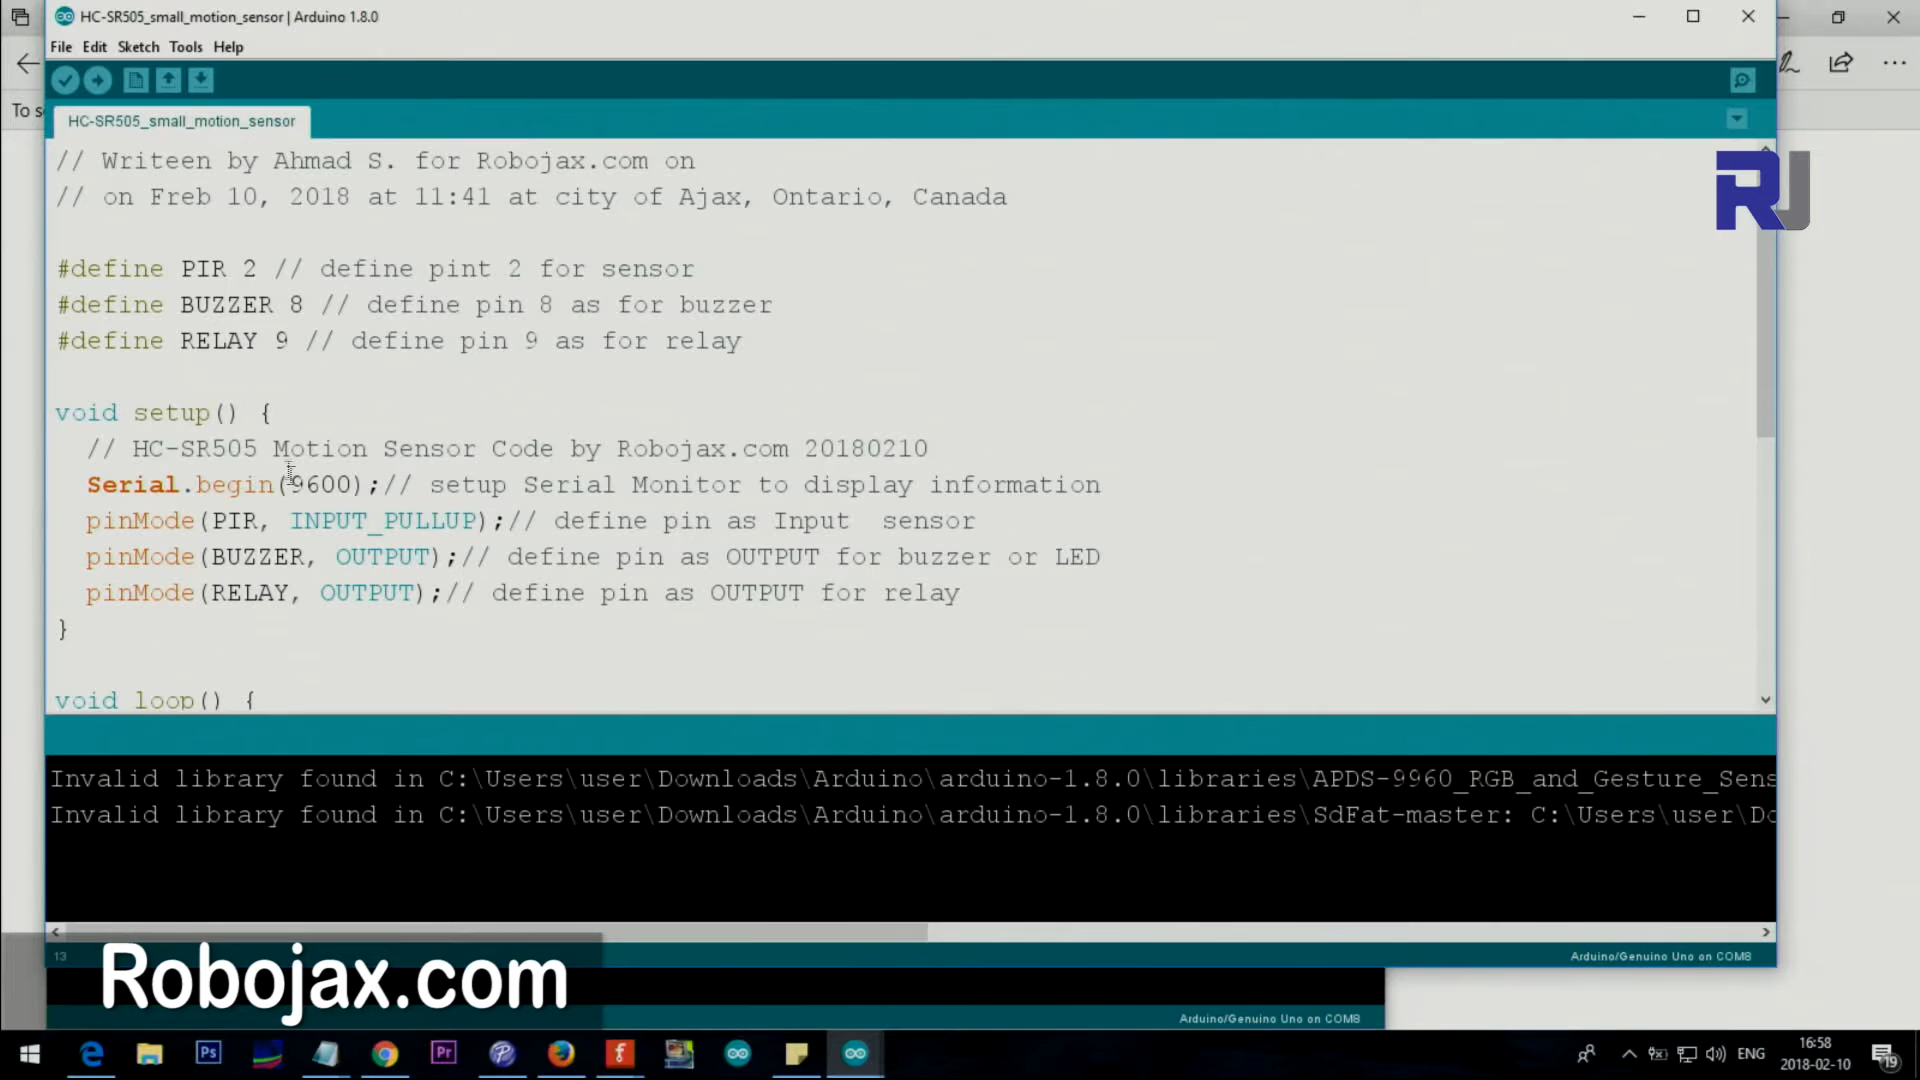 HC-SR505_small_motion_sensor | Arduino 1.8.0
File Edit Sketch Tools Help
To s
HC-SR505_small_motion_sensor
// Writeen by Ahmad S. for Robojax.com on
// on Freb 10, 2018 at 11:41 at city of Ajax, Ontario, Canada
RJ
#define PIR 2 // define pint 2 for sensor
#define BUZZER 8 // define pin 8 as for buzzer
#define RELAY 9 // define pin 9 as for relay
void setup() {
// HC-SR505 Motion Sensor Code by Robojax.com 20180210
Serial.begin(9600);// setup Serial Monitor to display information
pinMode(PIR, INPUT_PULLUP);// define pin as Input  sensor
pinMode(BUZZER, OUTPUT);// define pin as OUTPUT for buzzer or LED
pinMode(RELAY, OUTPUT);// define pin as OUTPUT for relay
}
void loop() {
Invalid library found in C:\Users\user\Downloads\Arduino\arduino-1.8.0\libraries\APDS-9960_RGB_and_Gesture_Sens
Invalid library found in C:\Users\user\Downloads\Arduino\arduino-1.8.0\libraries\SdFat-master: C:\Users\user\Do
13
Arduino/Genuino Uno on COM8
Robojax.com
Arduino/Genuino Uno on COM8
Ps
Pr
ENG
16:58
2018-02-10
19